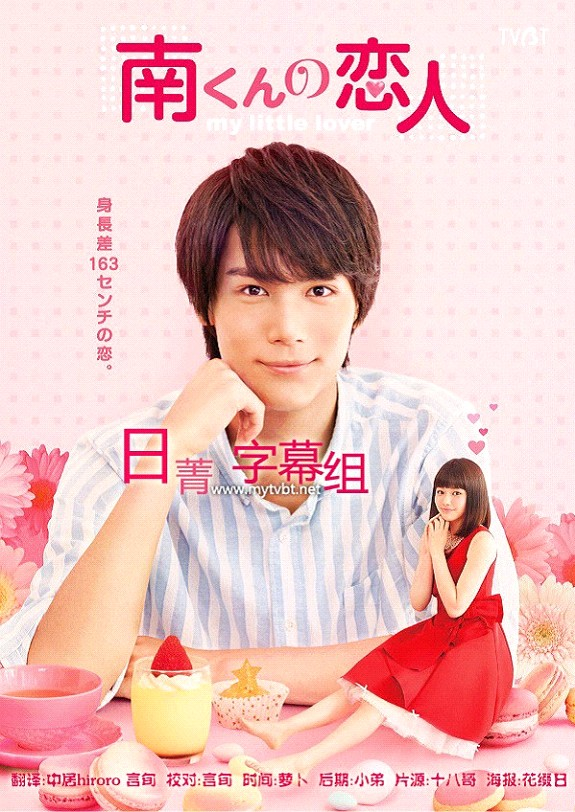 TVBT
南くんの恋人
my little lover
身長差
163センチの恋。
日菁字幕组
www.mytvbt.net
翻译:中居hiroro 言旬 校对:言旬 时间:萝卜 后期:小弟 片源:十八哥 海报:花缀日